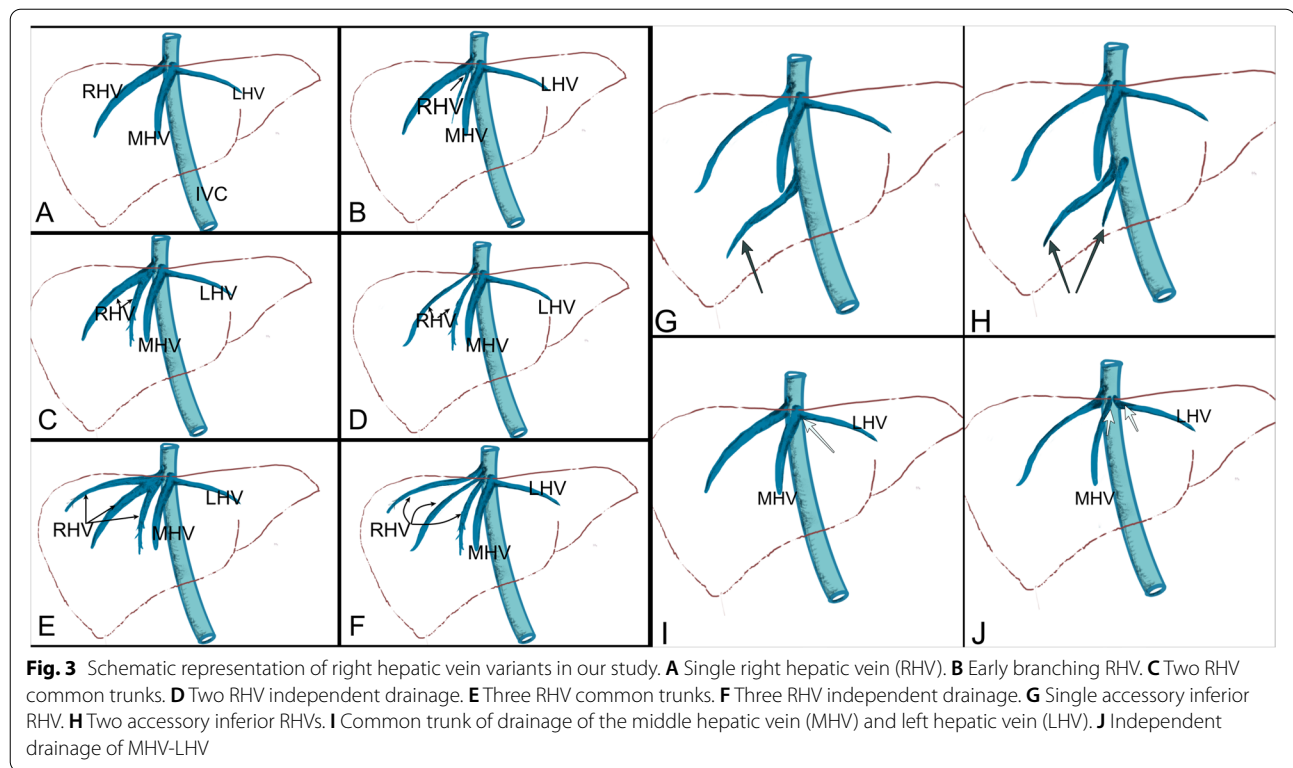 RHV
LHV
MHV
IVC
A
RHV
LHV
MHV
B
RHV
LHV
MHV
C
RHV
LHV
MHV
D
RHV
LHV
MHV
E
RHV
LHV
MHV
F
G
H
LHV
MHV
I
LHV
MHV
J
Fig. 3 Schematic representation of right hepatic vein variants in our study. A Single right hepatic vein (RHV). B Early branching RHV. C Two RHV
common trunks. D Two RHV independent drainage. E Three RHV common trunks. F Three RHV independent drainage. G Single accessory inferior
RHV. H Two accessory inferior RHVs. I Common trunk of drainage of the middle hepatic vein (MHV) and left hepatic vein (LHV). J Independent
drainage of MHV-LHV